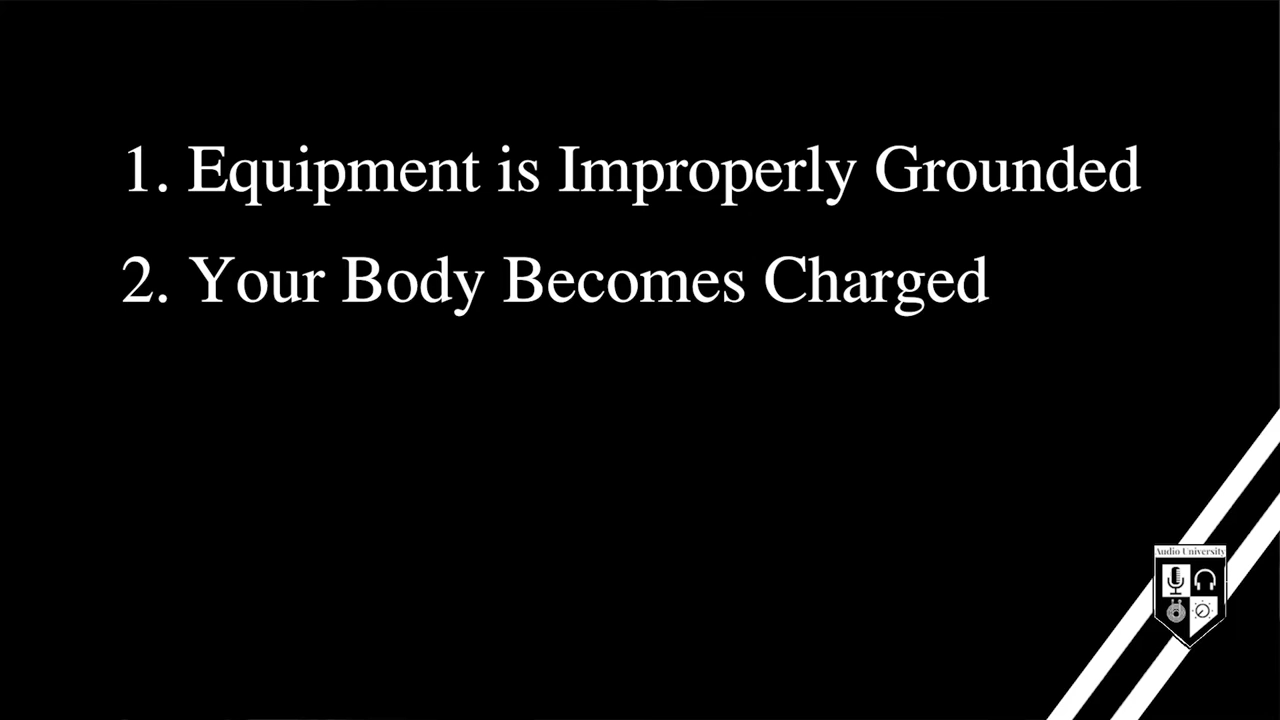 1. Equipment is Improperly Grounded
2. Your Body Becomes Charged
Audio University